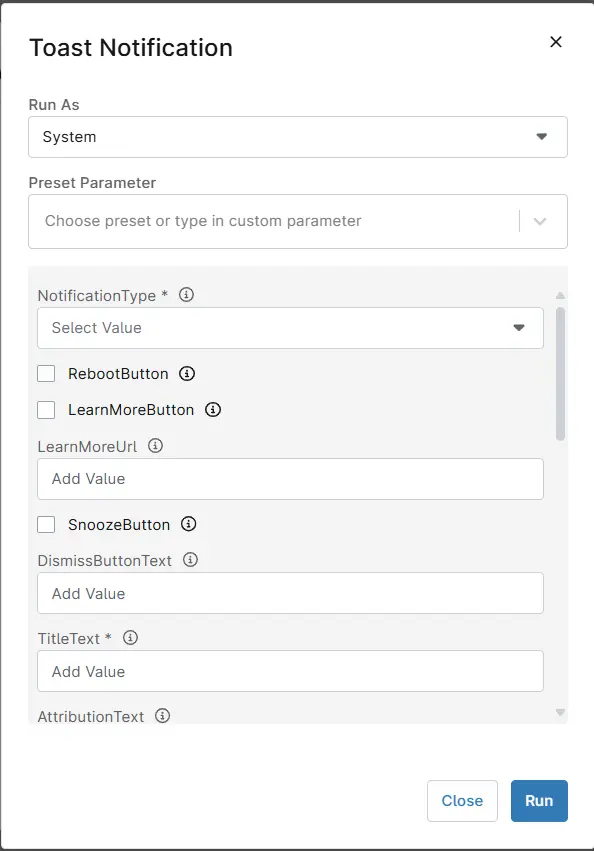 Toast Notification
Run As
System
Preset Parameter
Choose preset or type in custom parameter
NotificationType *
Select Value
RebootButton
LearnMoreButton
LearnMoreUrl
Add Value
SnoozeButton
DismissButtonText
Add Value
TitleText *
Add Value
AttributionText
Close Run